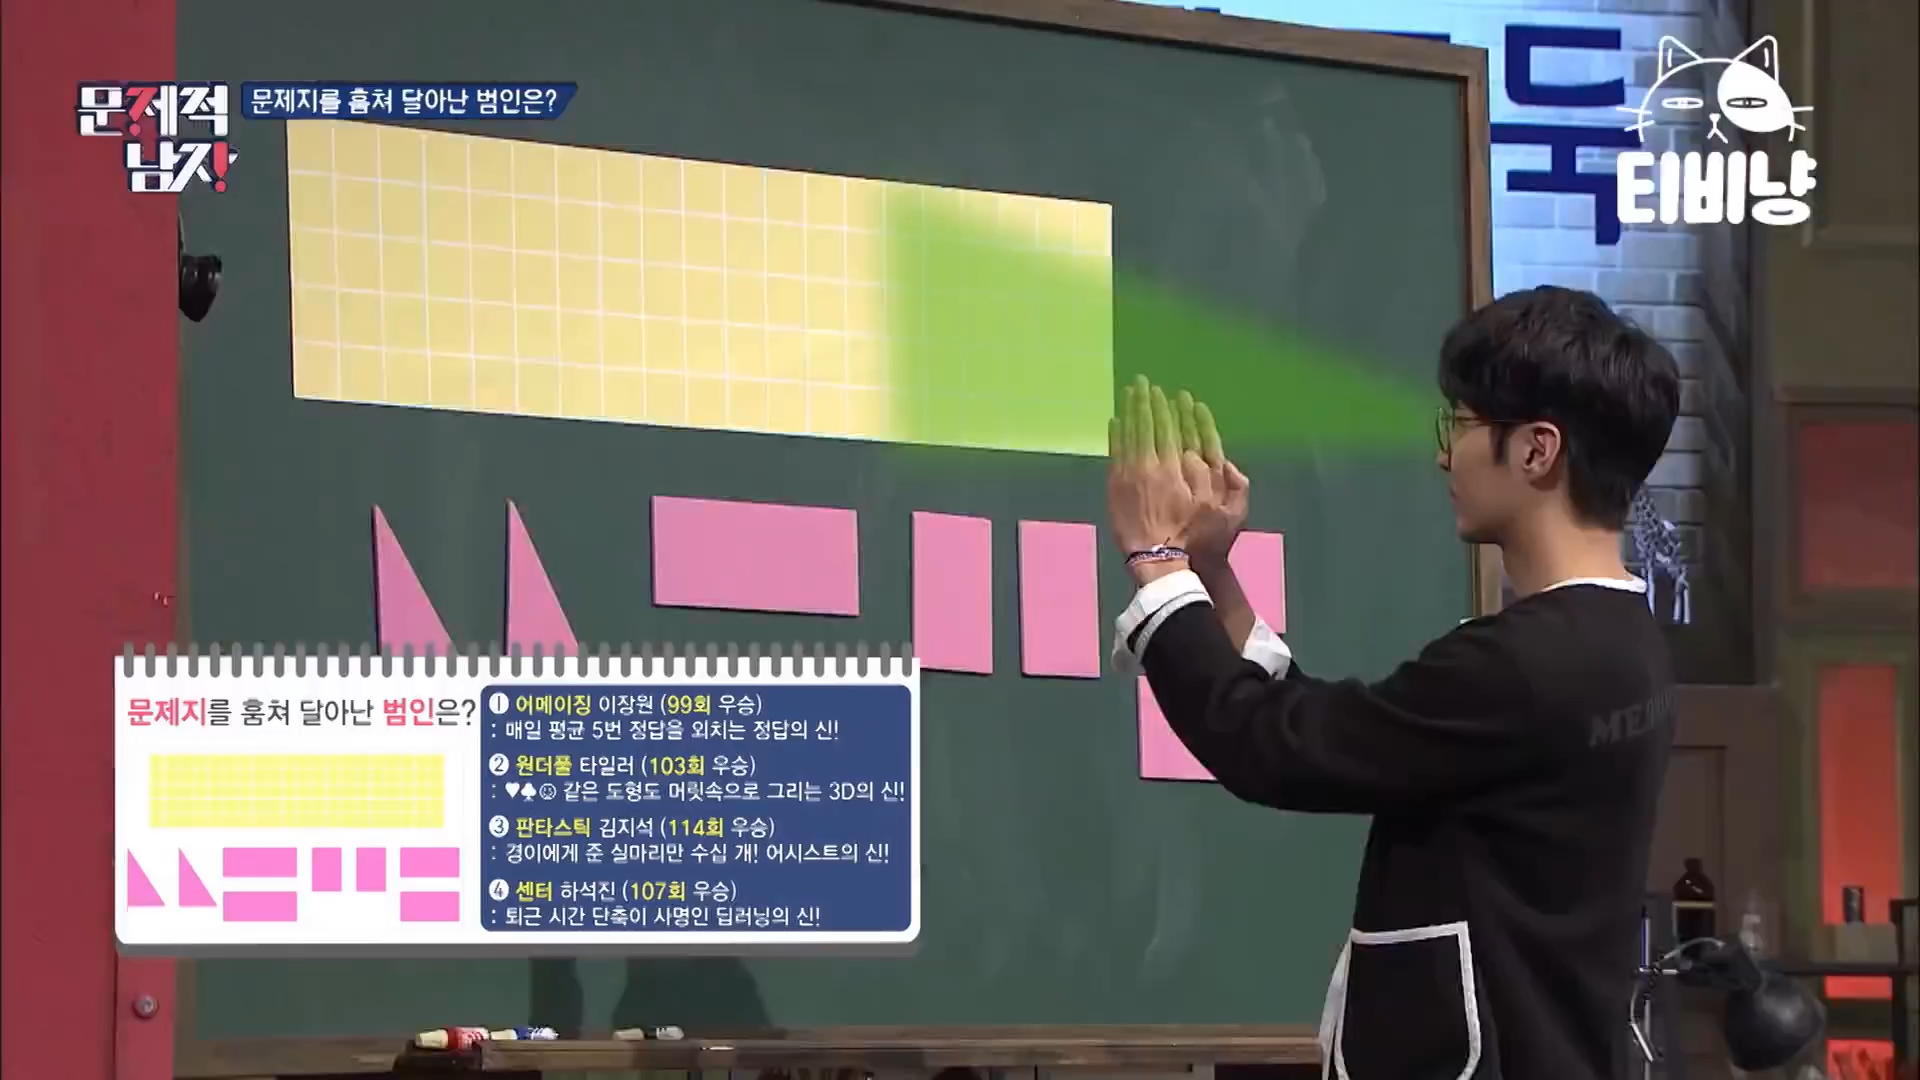 문제적
남자
문제지를 훔쳐 달아난 범인은?
티비냥
문제지를 훔쳐 달아난 범인은?
① 어메이징 이장원 (99회 우승)
: 매일 평균 5번 정답을 외치는 정답의 신!
② 원더풀 타일러 (103회 우승)
: ♥♣☺ 같은 도형도 머릿속으로 그리는 3D의 신!
③ 판타스틱 김지석 (114회 우승)
: 경이에게 준 실마리만 수십 개! 어시스트의 신!
④ 센터 하석진 (107회 우승)
: 퇴근 시간 단축이 사명인 딥러닝의 신!